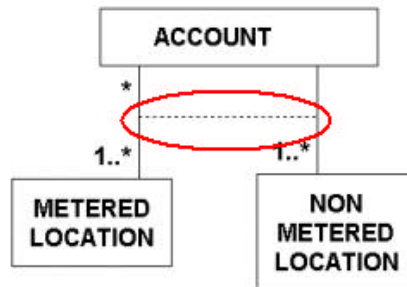 ACCOUNT
*
1..*
1..*
METERED
LOCATION
NON
METERED
LOCATION